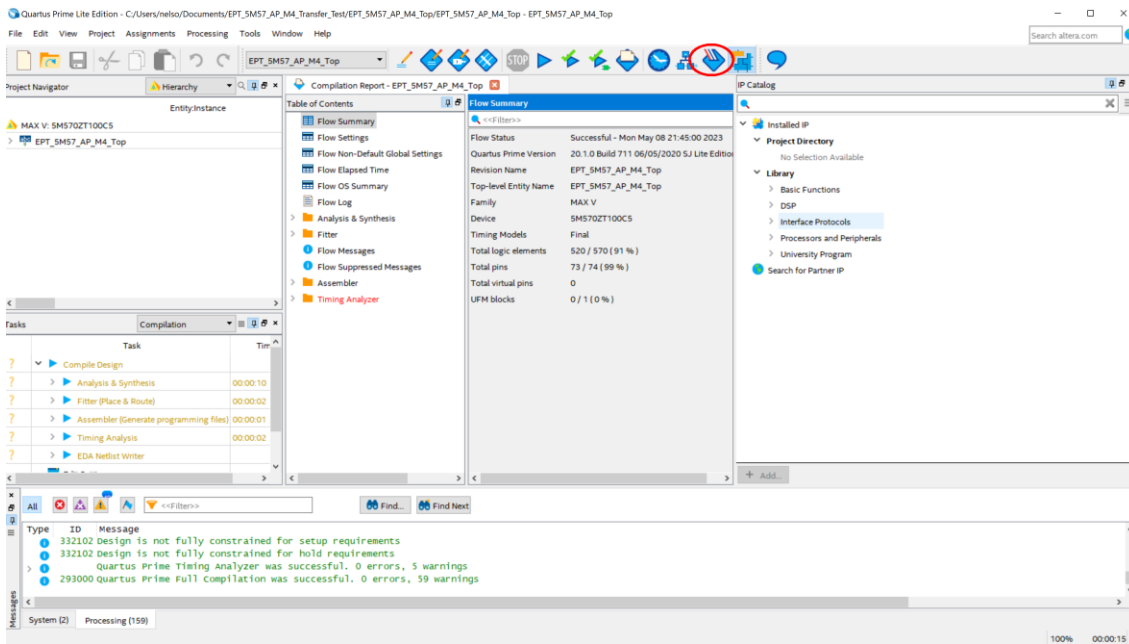 Quartus Prime Lite Edition - C:/Users/nelso/Documents/EPT_5M57_AP_M4_Transfer_Test/EPT_5M57_AP_M4_Top/EPT_5M57_AP_M4_Top - EPT_5M57_AP_M4_Top
File Edit View Project Assignments Processing Tools Window Help
Search altera.com
STOP
EPT_5M57_AP_M4_Top
Project Navigator
Hierarchy
Entity:Instance
MAX V: 5M570ZT100C5
EPT_5M57_AP_M4_Top
Tasks
Compilation
Task
? Compile Design
? Analysis & Synthesis 00:00:10
? Fitter (Place & Route) 00:00:02
? Assembler (Generate programming files) 00:00:01
? Timing Analysis 00:00:02
? EDA Netlist Writer
Compilation Report - EPT_5M57_AP_M4_Top
Table of Contents
Flow Summary
Flow Settings
Flow Non-Default Global Settings
Flow Elapsed Time
Flow OS Summary
Flow Log
Analysis & Synthesis
Fitter
Flow Messages
Flow Suppressed Messages
Assembler
Timing Analyzer
Flow Summary
<<Filter>>
Flow Status Successful - Mon May 08 21:45:00 2023
Quartus Prime Version 20.1.0 Build 711 06/05/2020 SJ Lite Edition
Revision Name EPT_5M57_AP_M4_Top
Top-level Entity Name EPT_5M57_AP_M4_Top
Family MAX V
Device 5M570ZT100C5
Timing Models Final
Total logic elements 520 / 570 ( 91 % )
Total pins 73 / 74 ( 99 % )
Total virtual pins 0
UFM blocks 0 / 1 ( 0 % )
IP Catalog
Installed IP
Project Directory
No Selection Available
Library
Basic Functions
DSP
Interface Protocols
Processors and Peripherals
University Program
Search for Partner IP
+ Add...
All
<<Filter>>
Find...
Find Next
Type ID Message
332102 Design is not fully constrained for setup requirements
332102 Design is not fully constrained for hold requirements
Quartus Prime Timing Analyzer was successful. 0 errors, 5 warnings
293000 Quartus Prime Full Compilation was successful. 0 errors, 59 warnings
Messages
System (2) Processing (159)
100% 00:00:15